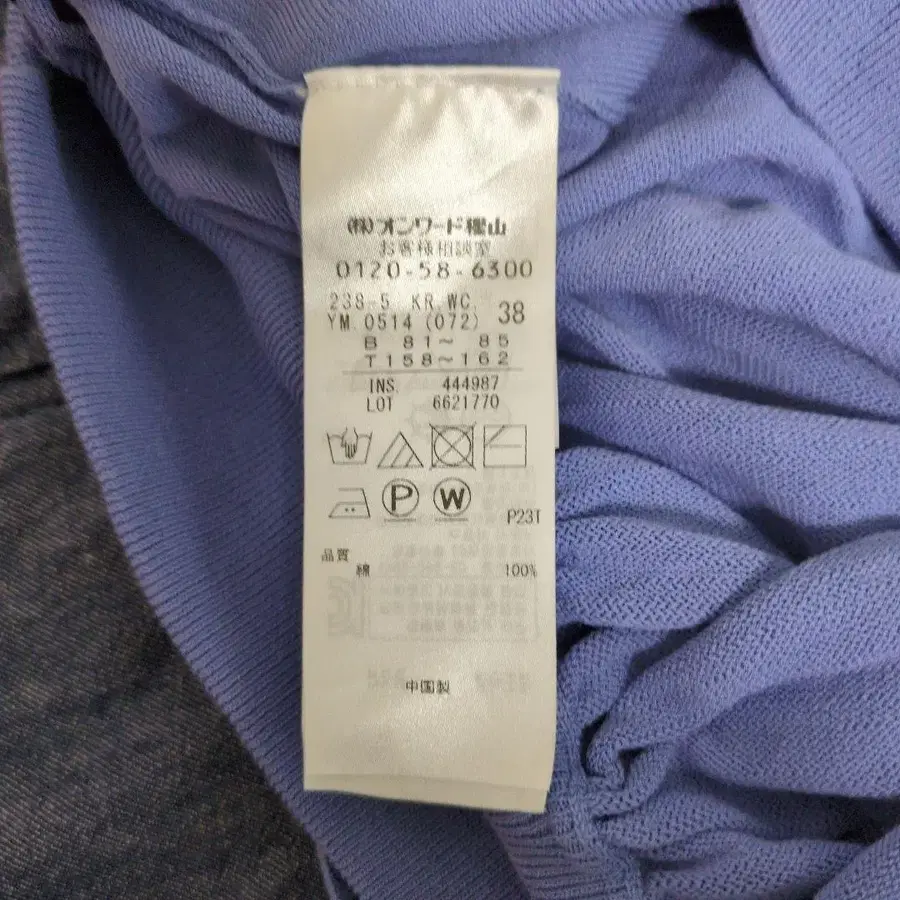 (株)オンワード樫山
お客様相談室
0120-58-6300
238-5 KR.WC.
YM.0514 (072) 38
B 81～ 85
T158～162
INS. 444987
LOT 6621770
P W
P23T
品質
綿 100%
中国製